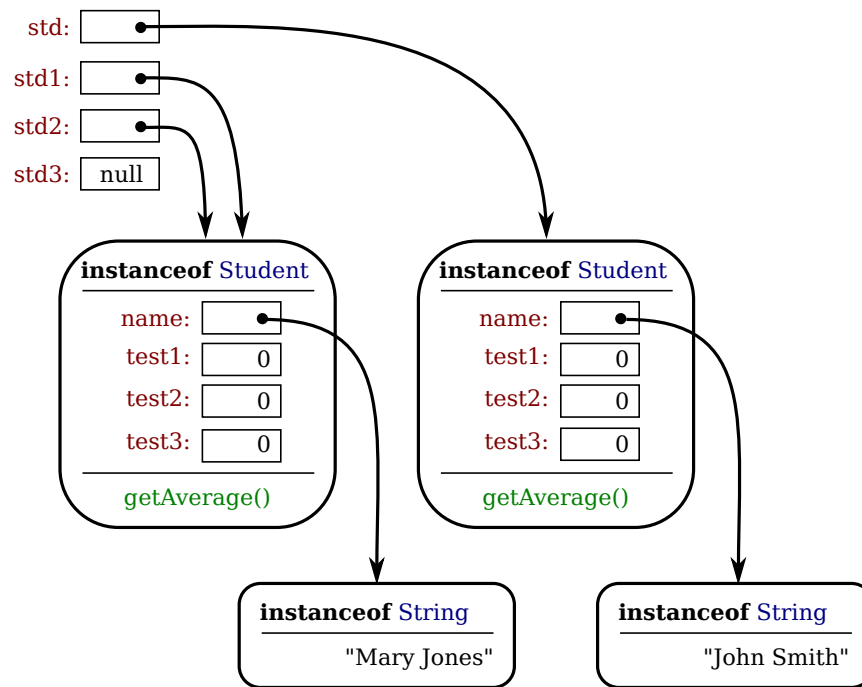 std:
std1:
std2:
std3: null
instanceof Student
name:
test1: 0
test2: 0
test3: 0
getAverage()
instanceof Student
name:
test1: 0
test2: 0
test3: 0
getAverage()
instanceof String
"Mary Jones"
instanceof String
"John Smith"